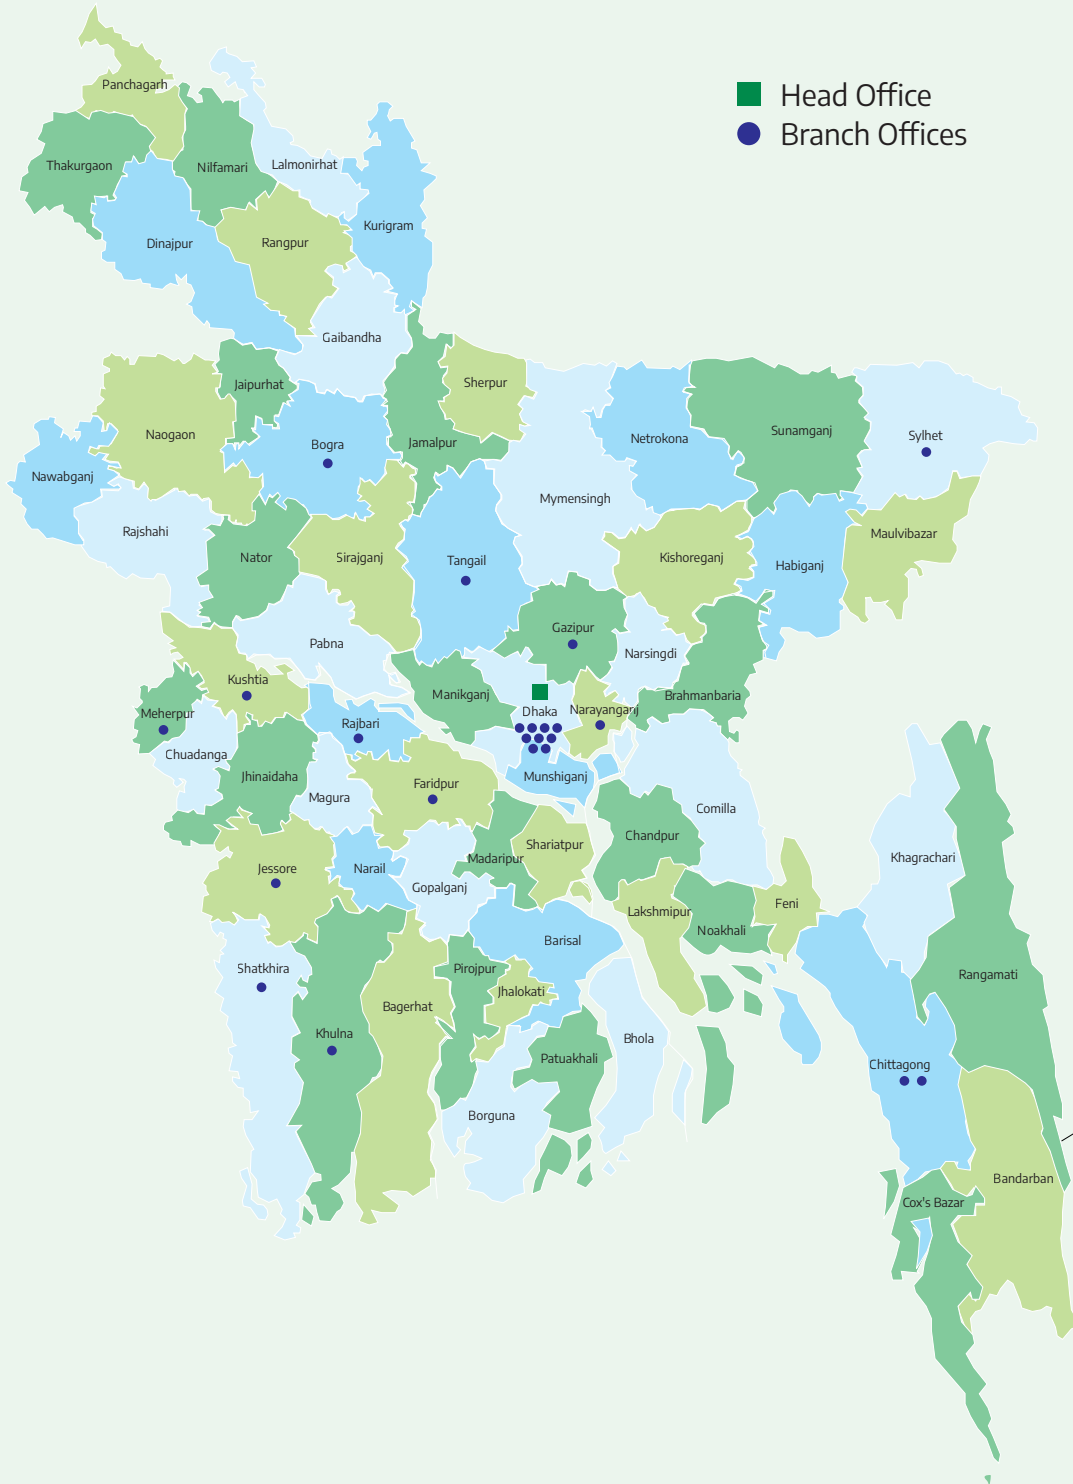 Head Office
Branch Offices
Panchagarh
Thakurgaon
Nilfamari
Lalmonirhat
Kurigram
Dinajpur
Rangpur
Gaibandha
Jaipurhat
Sherpur
Naogaon
Bogra
Jamalpur
Netrokona
Sunamganj
Sylhet
Nawabganj
Mymensingh
Rajshahi
Maulvibazar
Nator
Sirajganj
Tangail
Kishoreganj
Habiganj
Pabna
Gazipur
Narsingdi
Kushtia
Manikganj
Brahmanbaria
Meherpur
Rajbari
Dhaka
Narayanganj
Chuadanga
Jhinaidaha
Magura
Faridpur
Munshiganj
Comilla
Chandpur
Shariatpur
Madaripur
Khagrachari
Jessore
Narail
Gopalganj
Lakshmipur
Noakhali
Feni
Barisal
Shatkhira
Pirojpur
Rangamati
Jhalokati
Bagerhat
Khulna
Bhola
Patuakhali
Chittagong
Borguna
Bandarban
Cox's Bazar